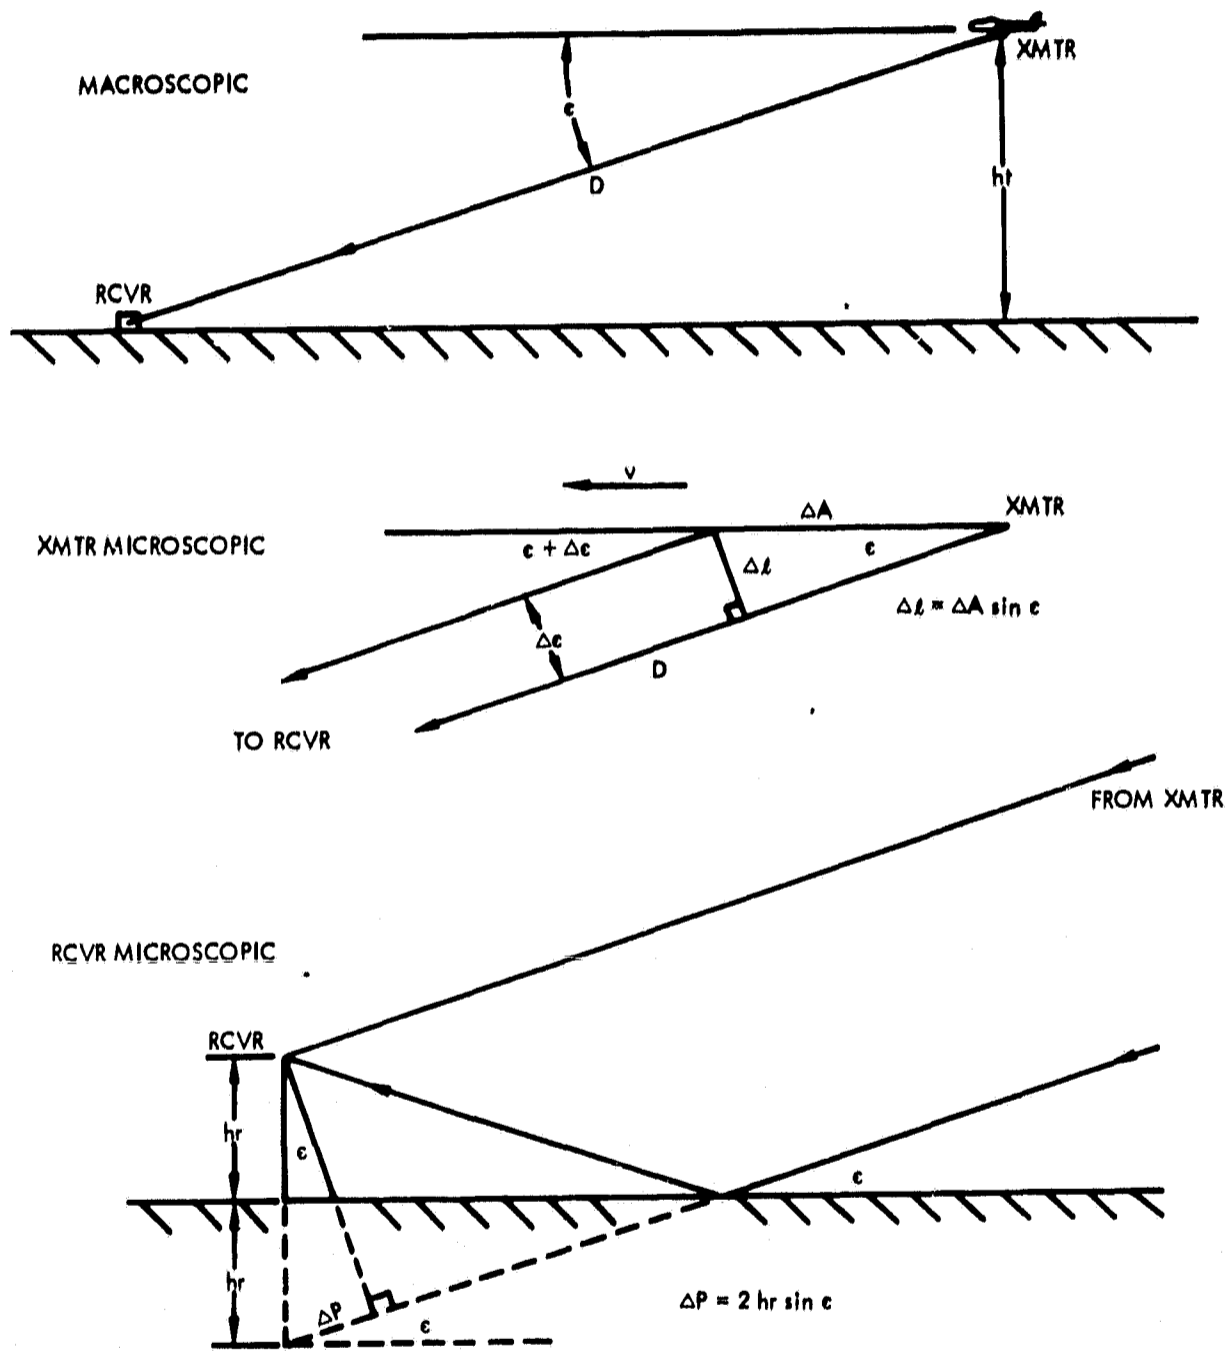 XMTR
MACROSCOPIC
ϵ
ht
D
RCVR
v
ΔA
XMTR
XMTR MICROSCOPIC
ϵ + Δϵ
ϵ
Δℓ
Δℓ = ΔA sin ϵ
Δϵ
D
TO RCVR
FROM XMTR
RCVR MICROSCOPIC
RCVR
hr
ϵ
ϵ
hr
ΔP
ϵ
ΔP = 2 hr sin ϵ